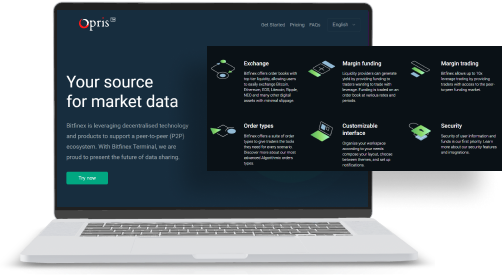 Opris
Get Started Pricing FAQs English
Your source
for market data
Bitfinex is leveraging decentralised technology
and products to support a peer-to-peer (P2P)
ecosystem. With Bitfinex Terminal, we are
proud to present the future of data sharing.
Try now
Exchange
Bitfinex offers order books with
top tier liquidity, allowing users
to easily exchange Bitcoin,
Ethereum, EOS, Litecoin, Ripple,
NEO and many other digital
assets with minimal slippage.
Margin funding
Liquidity providers can generate
yield by providing funding to
traders wanting to trade with
leverage. Funding is traded on an
order book at various rates and
periods.
Margin trading
Bitfinex allows up to 10x
leverage trading by providing
traders with access to the peer-
to-peer funding market.
Order types
Bitfinex offers a suite of order
types to give traders the tools
they need for every scenario.
Discover more about our most
advanced Algorithmic orders
types.
Customizable
interface
Organize your workspace
according to your needs:
compose your layout, choose
between themes, and set up
notifications.
Security
Security of user information and
funds is our first priority. Learn
more about our security features
and integrations.